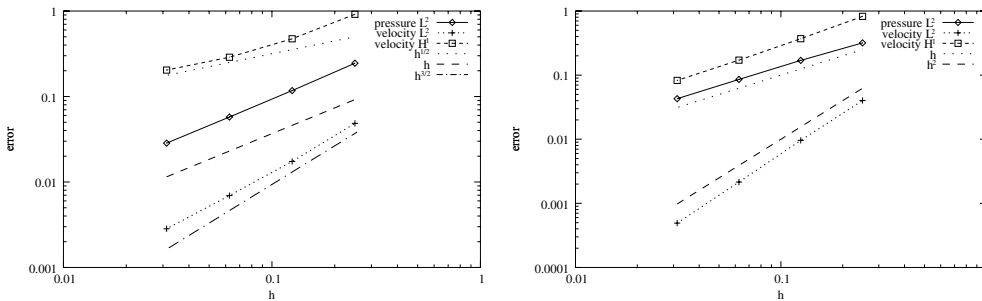 1
0.1
0.01
0.001
0.01
0.1
1
error
h
pressure L²
velocity L²
velocity H¹
h^1/2
h
h^3/2
1
0.1
0.01
0.001
0.0001
0.01
0.1
error
h
pressure L²
velocity L²
velocity H¹
h
h²